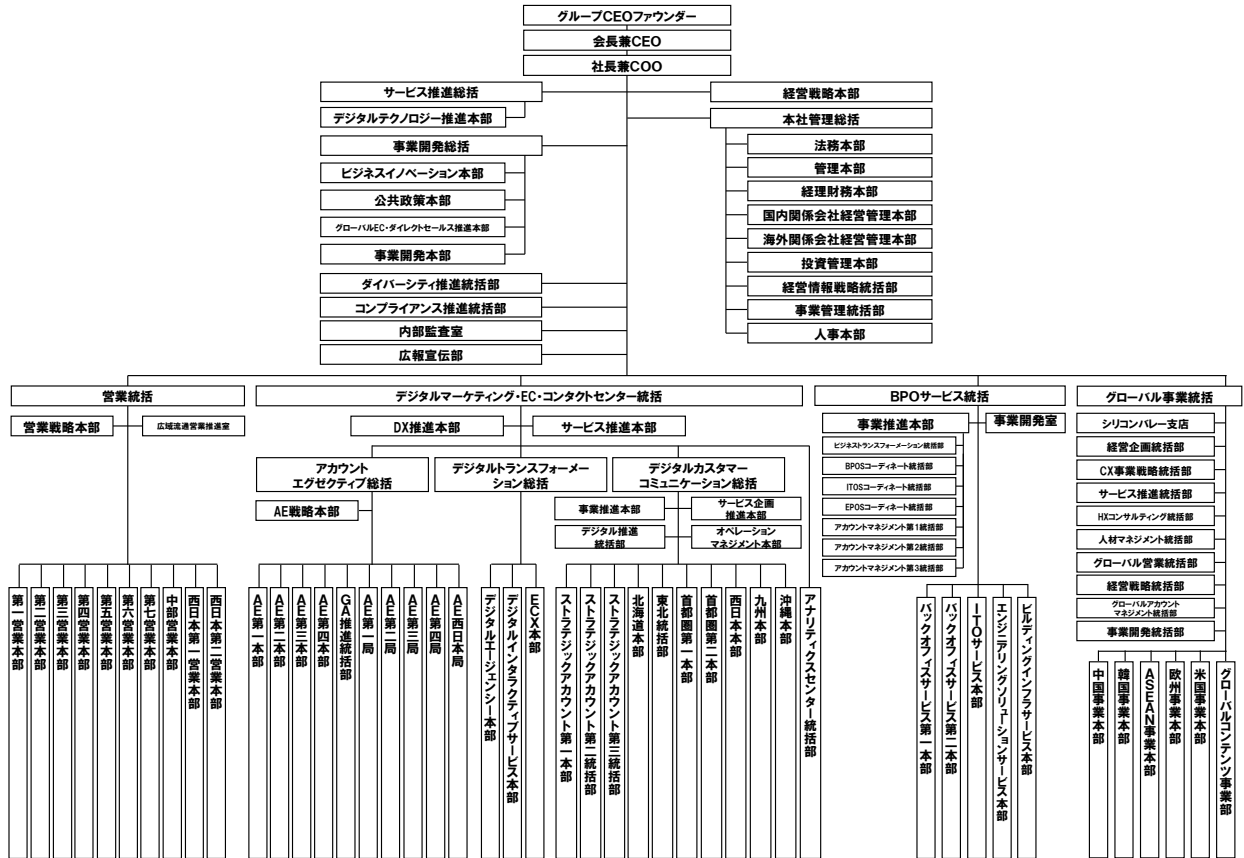 グループCEOファウンダー
会長兼CEO
社長兼COO
サービス推進総括
経営戦略本部
デジタルテクノロジー推進本部
本社管理総括
事業開発総括
法務本部
ビジネスイノベーション本部
管理本部
公共政策本部
経理財務本部
グローバルEC・ダイレクトセールス推進本部
国内関係会社経営管理本部
事業開発本部
海外関係会社経営管理本部
投資管理本部
ダイバーシティ推進統括部
経営情報戦略統括部
コンプライアンス推進統括部
事業管理統括部
内部監査室
人事本部
広報宣伝部
営業統括
デジタルマーケティング・EC・コンタクトセンター統括
BPOサービス統括
グローバル事業統括
営業戦略本部
広域流通営業推進室
DX推進本部
サービス推進本部
事業推進本部
事業開発室
シリコンバレー支店
ビジネストランスフォーメーション統括部
経営企画統括部
アカウント
エグゼクティブ総括
デジタルトランスフォーメー
ション総括
デジタルカスタマー
コミュニケーション総括
BPOSコーディネート統括部
CX事業戦略統括部
ITOSコーディネート統括部
サービス推進統括部
AE戦略本部
事業推進本部
サービス企画
推進本部
EPOSコーディネート統括部
HXコンサルティング統括部
デジタル推進
統括部
オペレーション
マネジメント本部
アカウントマネジメント第1統括部
人材マネジメント統括部
アカウントマネジメント第2統括部
グローバル営業統括部
アカウントマネジメント第3統括部
経営戦略統括部
グローバルアカウント
マネジメント統括部
事業開発統括部
第一営業本部
第二営業本部
第三営業本部
第四営業本部
第五営業本部
第六営業本部
第七営業本部
中部営業本部
西日本第一営業本部
西日本第二営業本部
AE第一本部
AE第二本部
AE第三本部
AE第四本部
GA推進統括部
AE第一局
AE第二局
AE第三局
AE第四局
AE西日本局
デジタルエージェンシー本部
デジタルインタラクティブサービス本部
ECX本部
ストラテジックアカウント第一本部
ストラテジックアカウント第二統括部
ストラテジックアカウント第三統括部
北海道本部
東北統括部
首都圏第一本部
首都圏第二本部
西日本本部
九州本部
沖縄本部
アナリティクスセンター統括部
バックオフィスサービス第一本部
バックオフィスサービス第二本部
ITOサービス本部
エンジニアリングソリューションサービス本部
ビルディングインフラサービス本部
中国事業本部
韓国事業本部
ASEAN事業本部
欧州事業本部
米国事業本部
グローバルコンテンツ事業部